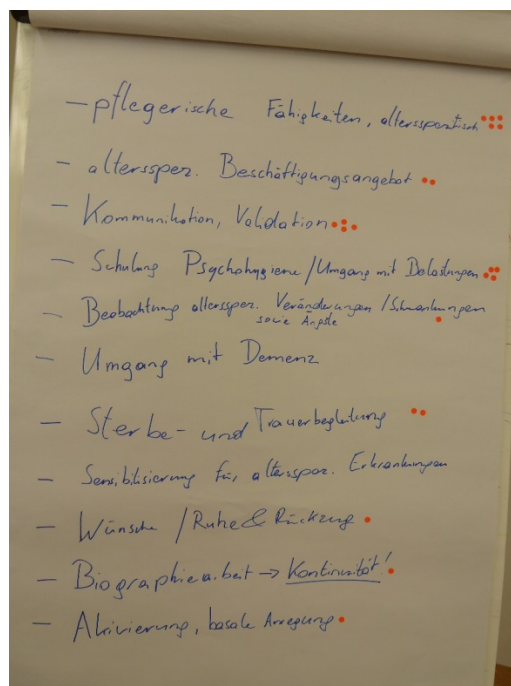 - pflegerische Fähigkeiten, altersspezifisch
- altersspez. Beschäftigungsangebot
- Kommunikation, Validation
- Schulung Psychohygiene / Umgang mit Belastungen
- Beobachtung altersspez. Veränderungen / Schwankungen
sowie Ängste
- Umgang mit Demenz
- Sterbe- und Trauerbegleitung
- Sensibilisierung für altersspez. Erkrankungen
- Wünsche / Ruhe & Rückzug
- Biographiearbeit → Kontinuität!
- Aktivierung, basale Anregung